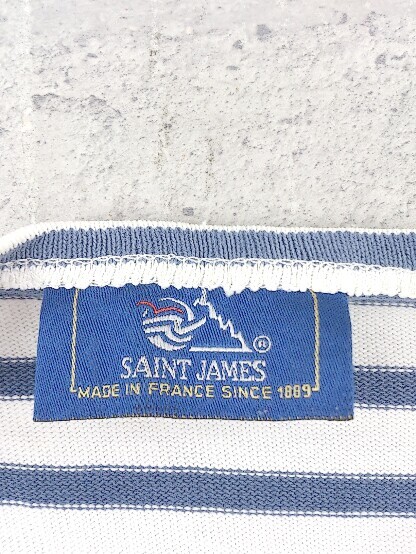 ®
SAINT JAMES
MADE IN FRANCE SINCE 1889